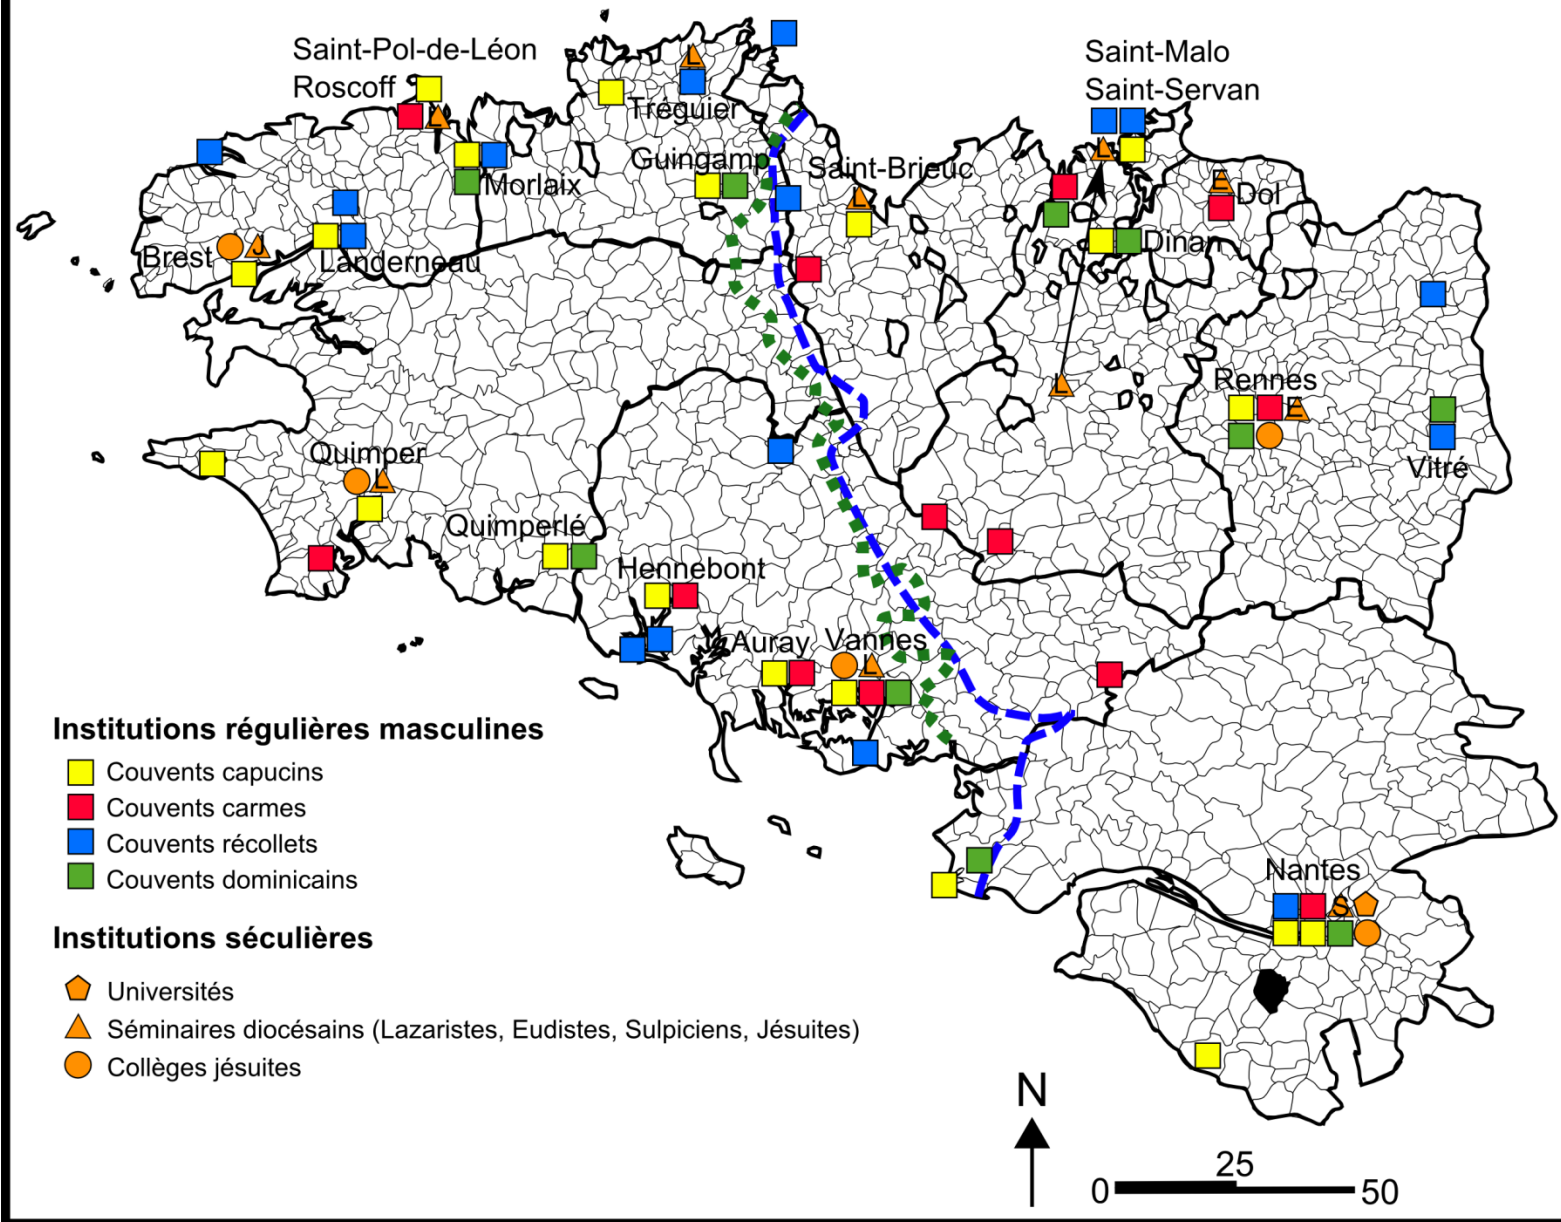 Saint-Pol-de-Léon
Roscoff
L
L
Tréguier
Saint-Malo
Saint-Servan
L
Morlaix
Guingamp
Saint-Brieuc
L
E
Dol
Brest
J
Landerneau
Dinan
L
Rennes
E
Vitré
Quimper
L
Quimperlé
Hennebont
Auray
Vannes
L
Nantes
S
Institutions régulières masculines
Couvents capucins
Couvents carmes
Couvents récollets
Couvents dominicains
Institutions séculières
Universités
Séminaires diocésains (Lazaristes, Eudistes, Sulpiciens, Jésuites)
Collèges jésuites
N
25
0
50